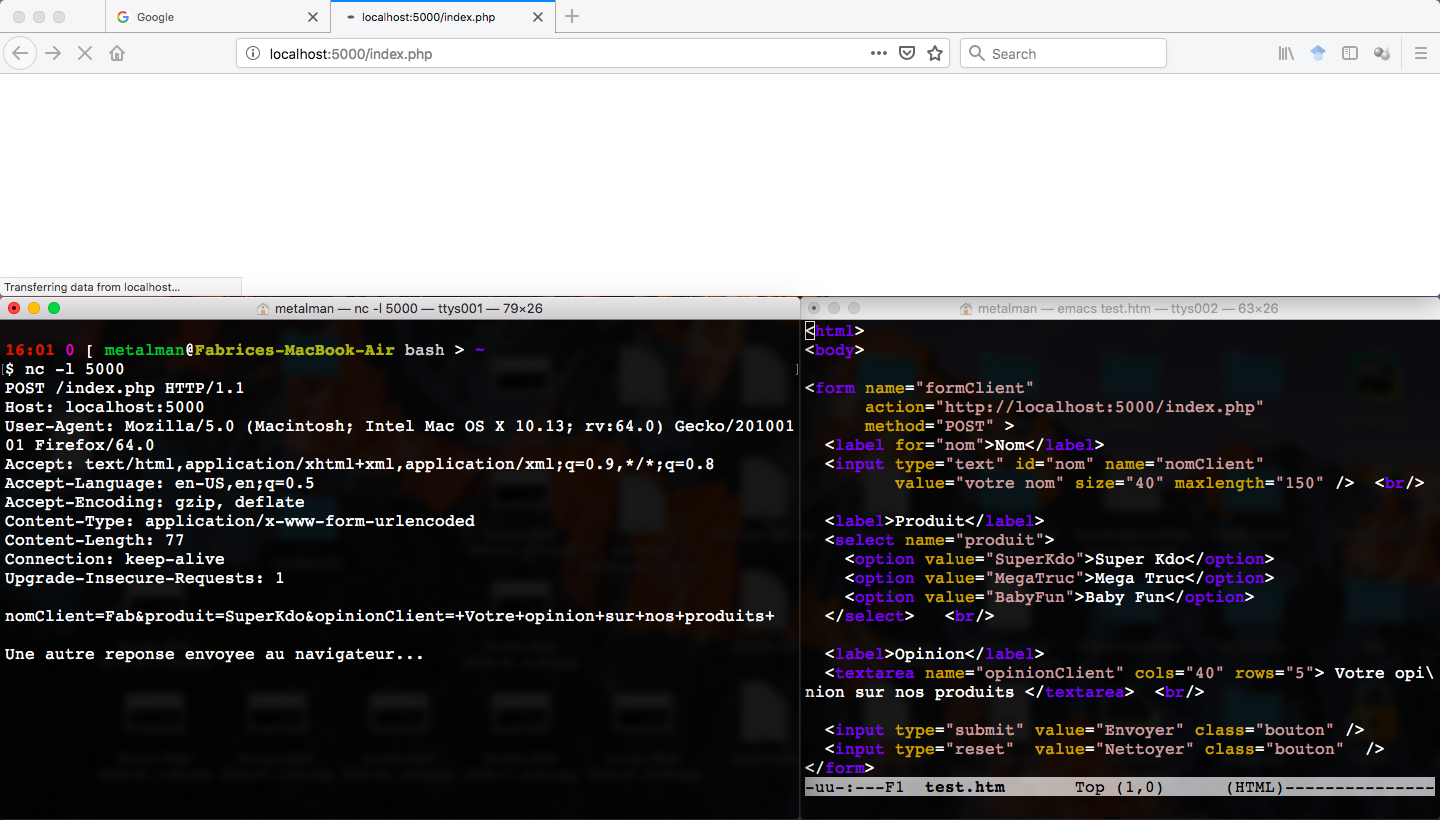 Google
localhost:5000/index.php
localhost:5000/index.php
Search
Transferring data from localhost...
metalman — nc -l 5000 — ttys001 — 79×26
16:01 0 [ metalman@Fabrices-MacBook-Air bash > ~
$ nc -l 5000
POST /index.php HTTP/1.1
Host: localhost:5000
User-Agent: Mozilla/5.0 (Macintosh; Intel Mac OS X 10.13; rv:64.0) Gecko/201001
01 Firefox/64.0
Accept: text/html,application/xhtml+xml,application/xml;q=0.9,*/*;q=0.8
Accept-Language: en-US,en;q=0.5
Accept-Encoding: gzip, deflate
Content-Type: application/x-www-form-urlencoded
Content-Length: 77
Connection: keep-alive
Upgrade-Insecure-Requests: 1
nomClient=Fab&produit=SuperKdo&opinionClient=+Votre+opinion+sur+nos+produits+
Une autre reponse envoyee au navigateur...
metalman — emacs test.htm — ttys002 — 63×26
<html>
<body>
<form name="formClient"
action="http://localhost:5000/index.php"
method="POST" >
<label for="nom">Nom</label>
<input type="text" id="nom" name="nomClient"
value="votre nom" size="40" maxlength="150" /> <br/>
<label>Produit</label>
<select name="produit">
<option value="SuperKdo">Super Kdo</option>
<option value="MegaTruc">Mega Truc</option>
<option value="BabyFun">Baby Fun</option>
</select> <br/>
<label>Opinion</label>
<textarea name="opinionClient" cols="40" rows="5"> Votre opi\
nion sur nos produits </textarea> <br/>
<input type="submit" value="Envoyer" class="bouton" />
<input type="reset" value="Nettoyer" class="bouton" />
</form>
-uu-:---F1 test.htm Top (1,0) (HTML)---------------